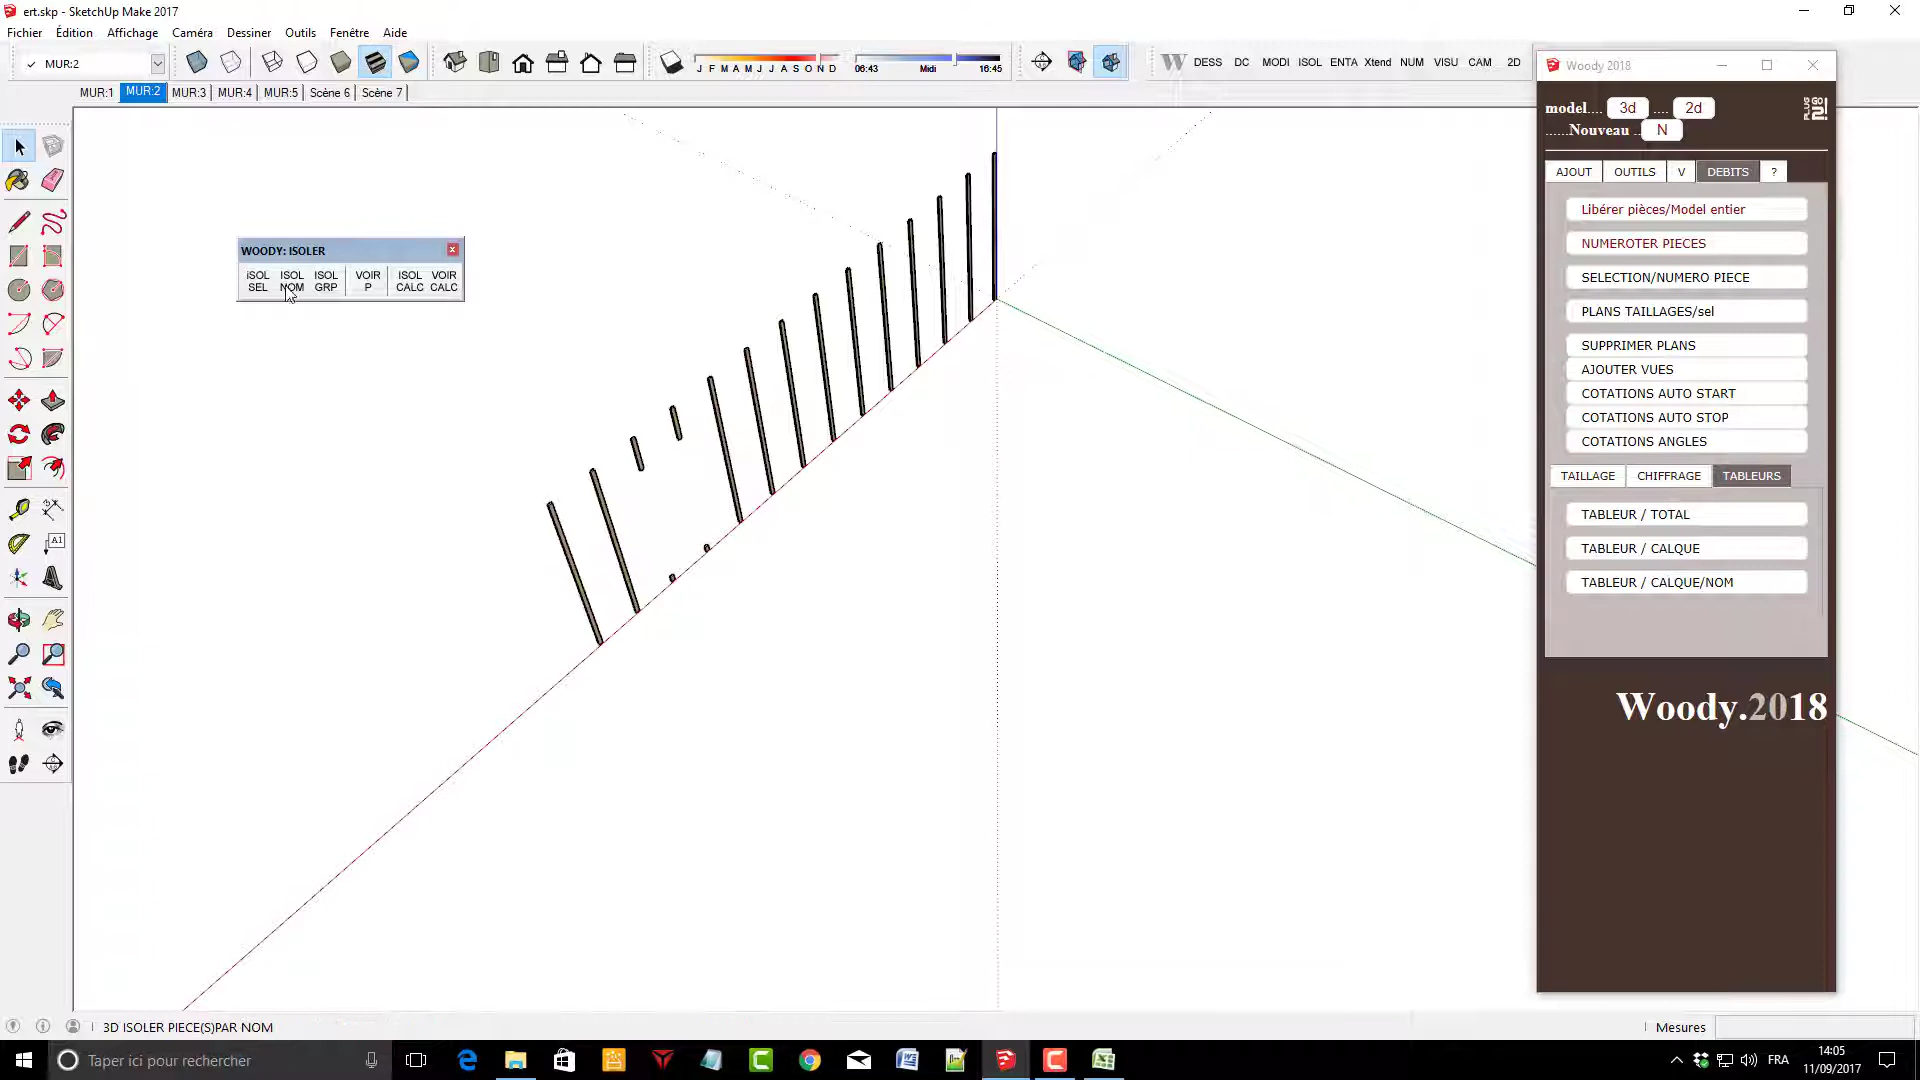 ert.skp - SketchUp Make 2017
Fichier Édition Affichage Caméra Dessiner Outils Fenêtre Aide
MUR:2
J F M A M J J A S O N D 06:43 Midi 16:45
DESS DC MODI ISOL ENTA Xtend NUM VISU CAM 2D
MUR:1 MUR:2 MUR:3 MUR:4 MUR:5 Scène 6 Scène 7
WOODY: ISOLER
iSOL SEL ISOL NOM ISOL GRP VOIR P ISOL CALC VOIR CALC
A1
Woody 2018
model.... 3d .... 2d
......Nouveau .. N
PLUG GO IN!
AJOUT OUTILS V DEBITS ?
Libérer pièces/Model entier
NUMEROTER PIECES
SELECTION/NUMERO PIECE
PLANS TAILLAGES/sel
SUPPRIMER PLANS
AJOUTER VUES
COTATIONS AUTO START
COTATIONS AUTO STOP
COTATIONS ANGLES
TAILLAGE CHIFFRAGE TABLEURS
TABLEUR / TOTAL
TABLEUR / CALQUE
TABLEUR / CALQUE/NOM
Woody.2018
3D ISOLER PIECE(S)PAR NOM
Mesures
Taper ici pour rechercher
FRA
14:05
11/09/2017